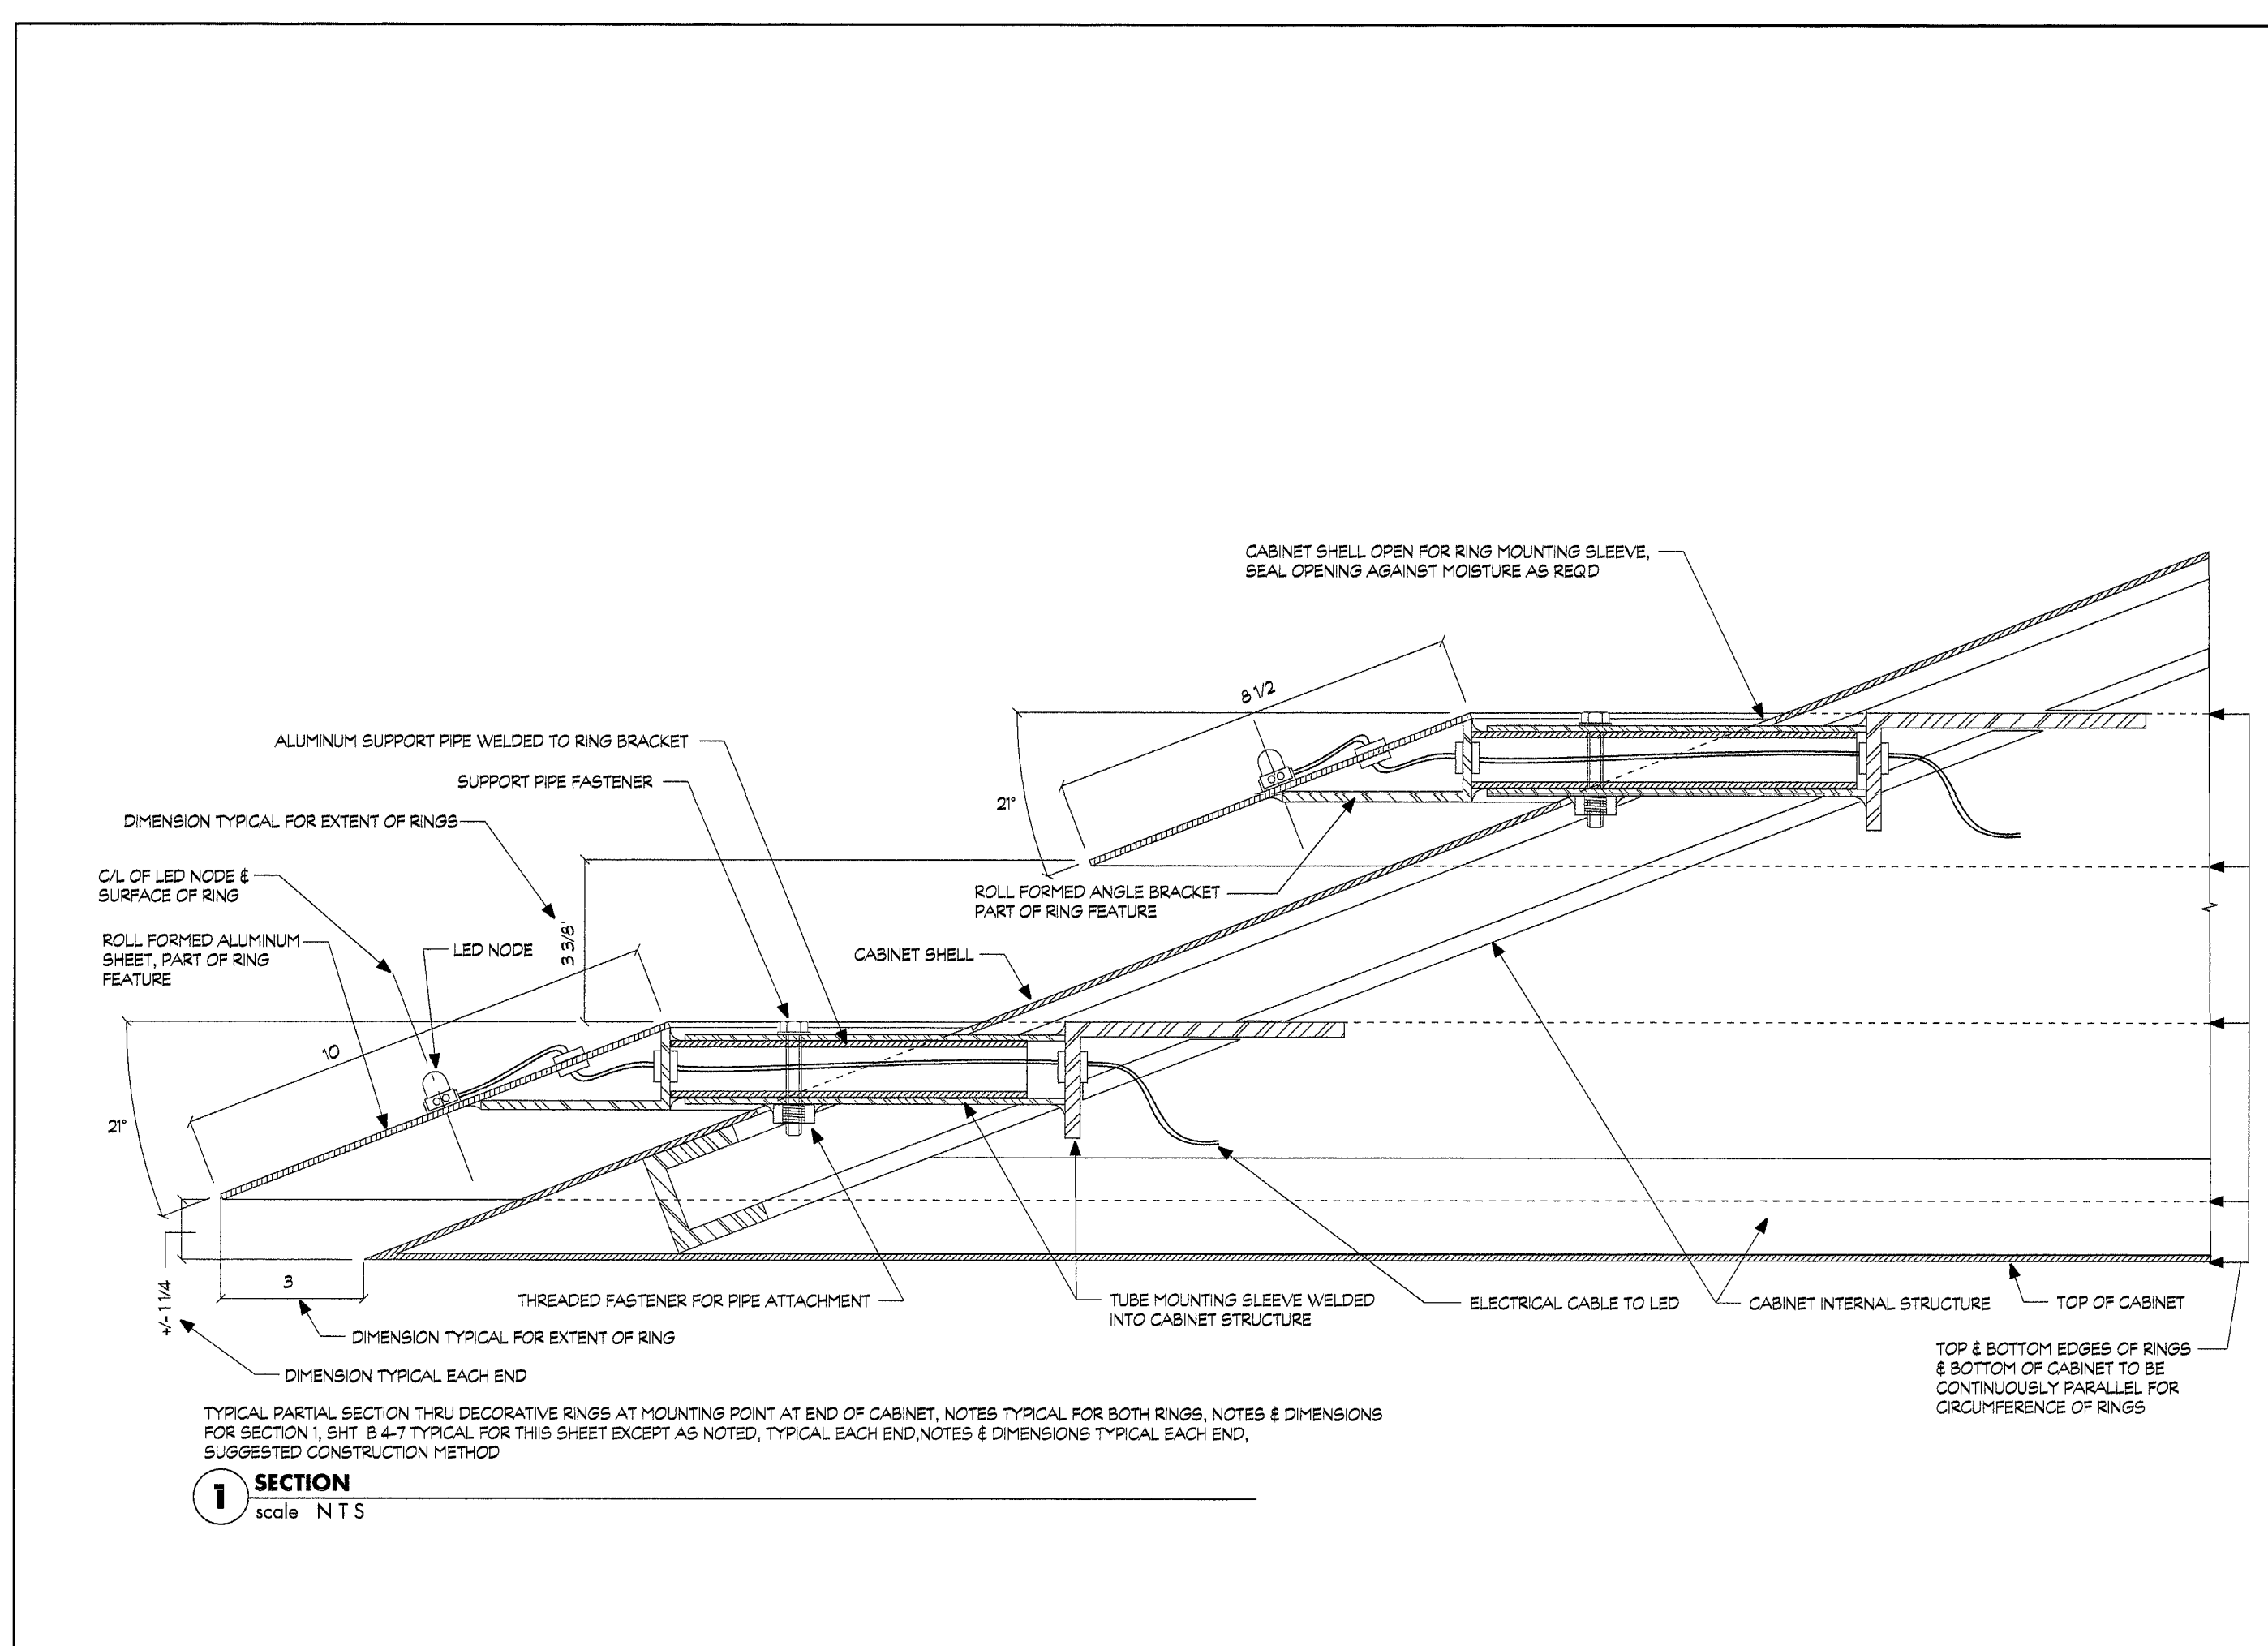 CABINET SHELL OPEN FOR RING MOUNTING SLEEVE,
SEAL OPENING AGAINST MOISTURE AS REQD
8 1/2
21°
ALUMINUM SUPPORT PIPE WELDED TO RING BRACKET
SUPPORT PIPE FASTENER
DIMENSION TYPICAL FOR EXTENT OF RINGS
C/L OF LED NODE &
SURFACE OF RING
ROLL FORMED ALUMINUM
SHEET, PART OF RING
FEATURE
LED NODE
3 3/8'
ROLL FORMED ANGLE BRACKET
PART OF RING FEATURE
CABINET SHELL
10
21°
3
+/- 1 1/4
THREADED FASTENER FOR PIPE ATTACHMENT
TUBE MOUNTING SLEEVE WELDED
INTO CABINET STRUCTURE
ELECTRICAL CABLE TO LED
CABINET INTERNAL STRUCTURE
TOP OF CABINET
DIMENSION TYPICAL FOR EXTENT OF RING
DIMENSION TYPICAL EACH END
TOP & BOTTOM EDGES OF RINGS
& BOTTOM OF CABINET TO BE
CONTINUOUSLY PARALLEL FOR
CIRCUMFERENCE OF RINGS
TYPICAL PARTIAL SECTION THRU DECORATIVE RINGS AT MOUNTING POINT AT END OF CABINET, NOTES TYPICAL FOR BOTH RINGS, NOTES & DIMENSIONS
FOR SECTION 1, SHT B 4-7 TYPICAL FOR THIIS SHEET EXCEPT AS NOTED, TYPICAL EACH END,NOTES & DIMENSIONS TYPICAL EACH END,
SUGGESTED CONSTRUCTION METHOD
1 SECTION
scale N T S